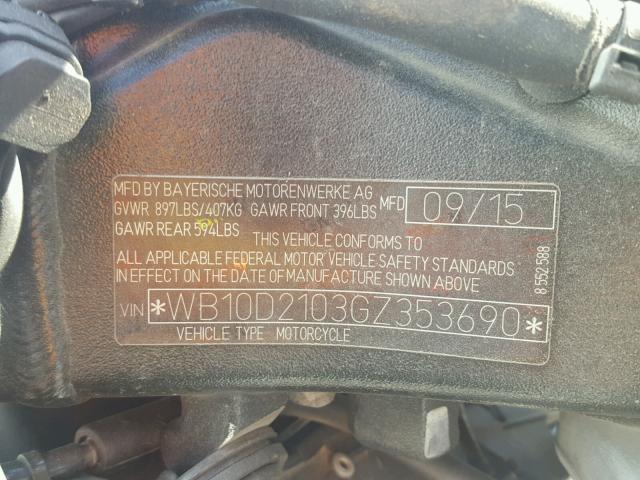 MFD BY BAYERISCHE MOTORENWERKE AG
GVWR 897LBS/407KG GAWR FRONT 396LBS MFD 09/15
GAWR REAR 594LBS
THIS VEHICLE CONFORMS TO
ALL APPLICABLE FEDERAL MOTOR VEHICLE SAFETY STANDARDS
IN EFFECT ON THE DATE OF MANUFACTURE SHOWN ABOVE
8 552 588
VIN *WB10D2103GZ353690*
VEHICLE TYPE MOTORCYCLE